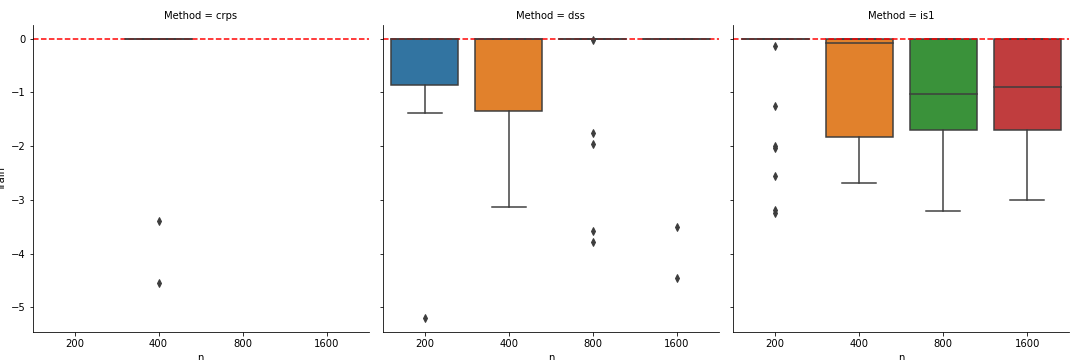 Method = crps
Method = dss
Method = is1
0
−1
−2
−3
−4
−5
200 400 800 1600
200 400 800 1600
200 400 800 1600
n
n
n